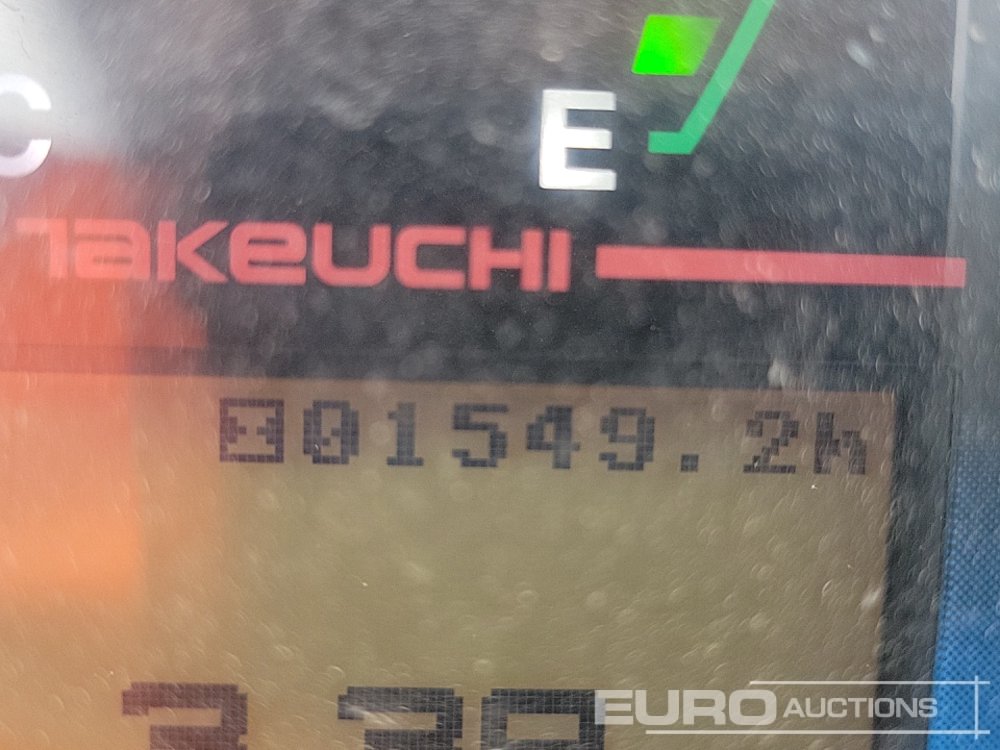 C E
TAKEUCHI
01549.2h
EURO AUCTIONS